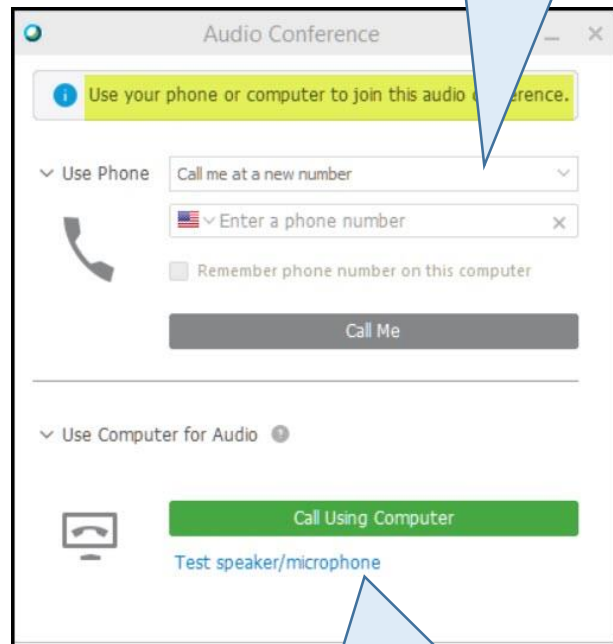 Audio Conference
Use your phone or computer to join this audio conference.
Use Phone
Call me at a new number
Enter a phone number
Remember phone number on this computer
Call Me
Use Computer for Audio
Call Using Computer
Test speaker/microphone